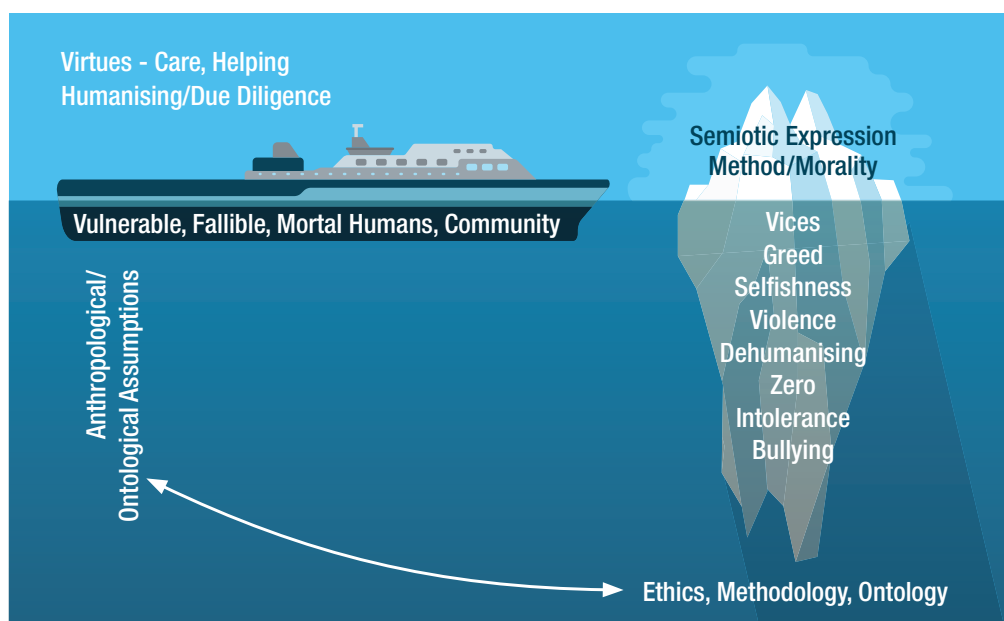 Virtues - Care, Helping
Humanising/Due Diligence
Semiotic Expression
Method/Morality
Vulnerable, Fallible, Mortal Humans, Community
Vices
Greed
Selfishness
Violence
Dehumanising
Zero
Intolerance
Bullying
Anthropological/
Ontological Assumptions
Ethics, Methodology, Ontology